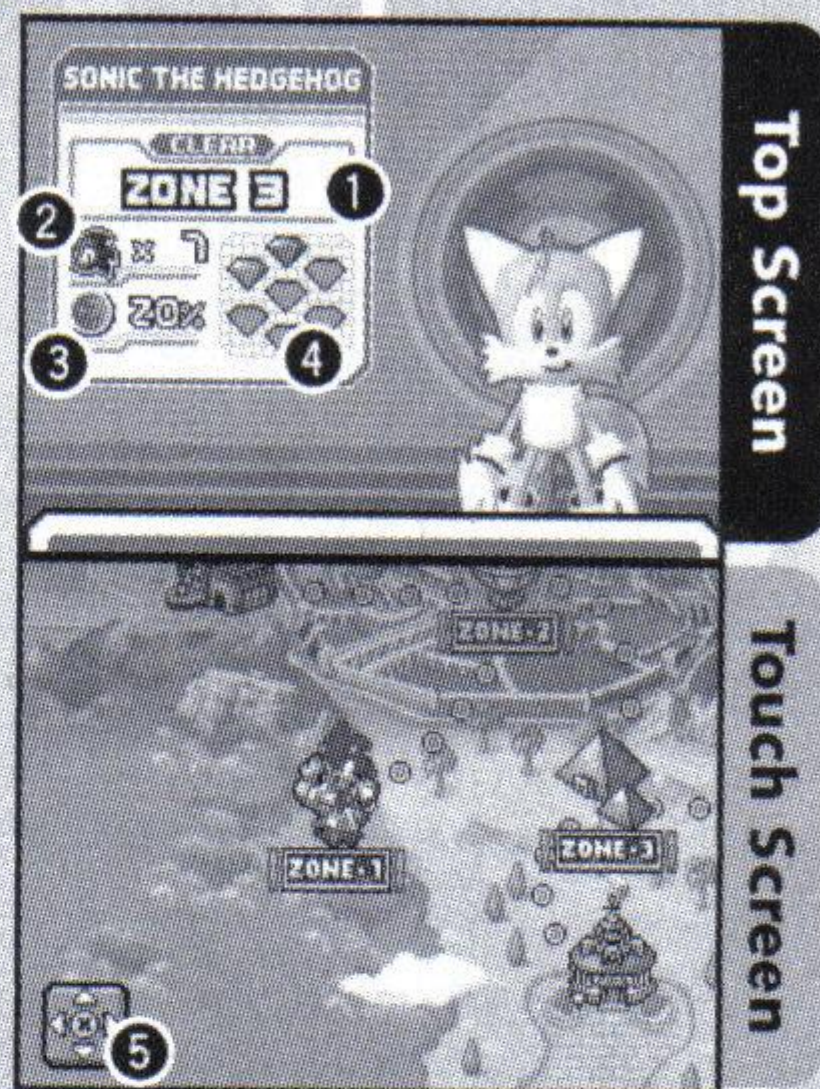 SONIC THE HEDGEHOG
CLEAR
ZONE 3
1
2
x 7
20%
3
4
Top Screen
ZONE·2
ZONE·1
ZONE·3
5
Touch Screen